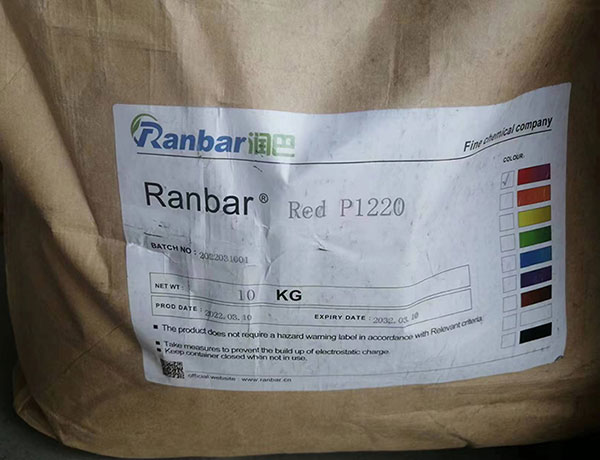 Ranbar润巴
Fine chemical company
COLOUR:
Ranbar® Red P1220
BATCH NO : 2022031001
NET WT : 10 KG
PROD DATE : 2022.03.10 EXPIRY DATE : 2032.03.10
■ The product does not require a hazard warning label in accordance with Relevant criteria
■ Take measures to prevent the build up of electrostatic charge.
■ Keep container closed when not in use.
official website : www.ranbar.cn